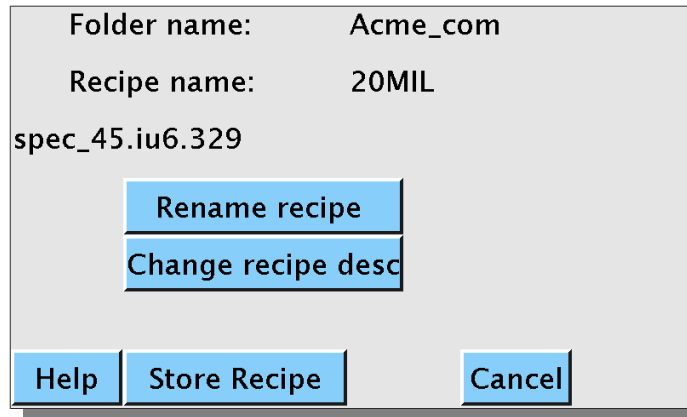 Folder name: Acme_com
Recipe name: 20MIL
spec_45.iu6.329
Rename recipe
Change recipe desc
Help Store Recipe Cancel